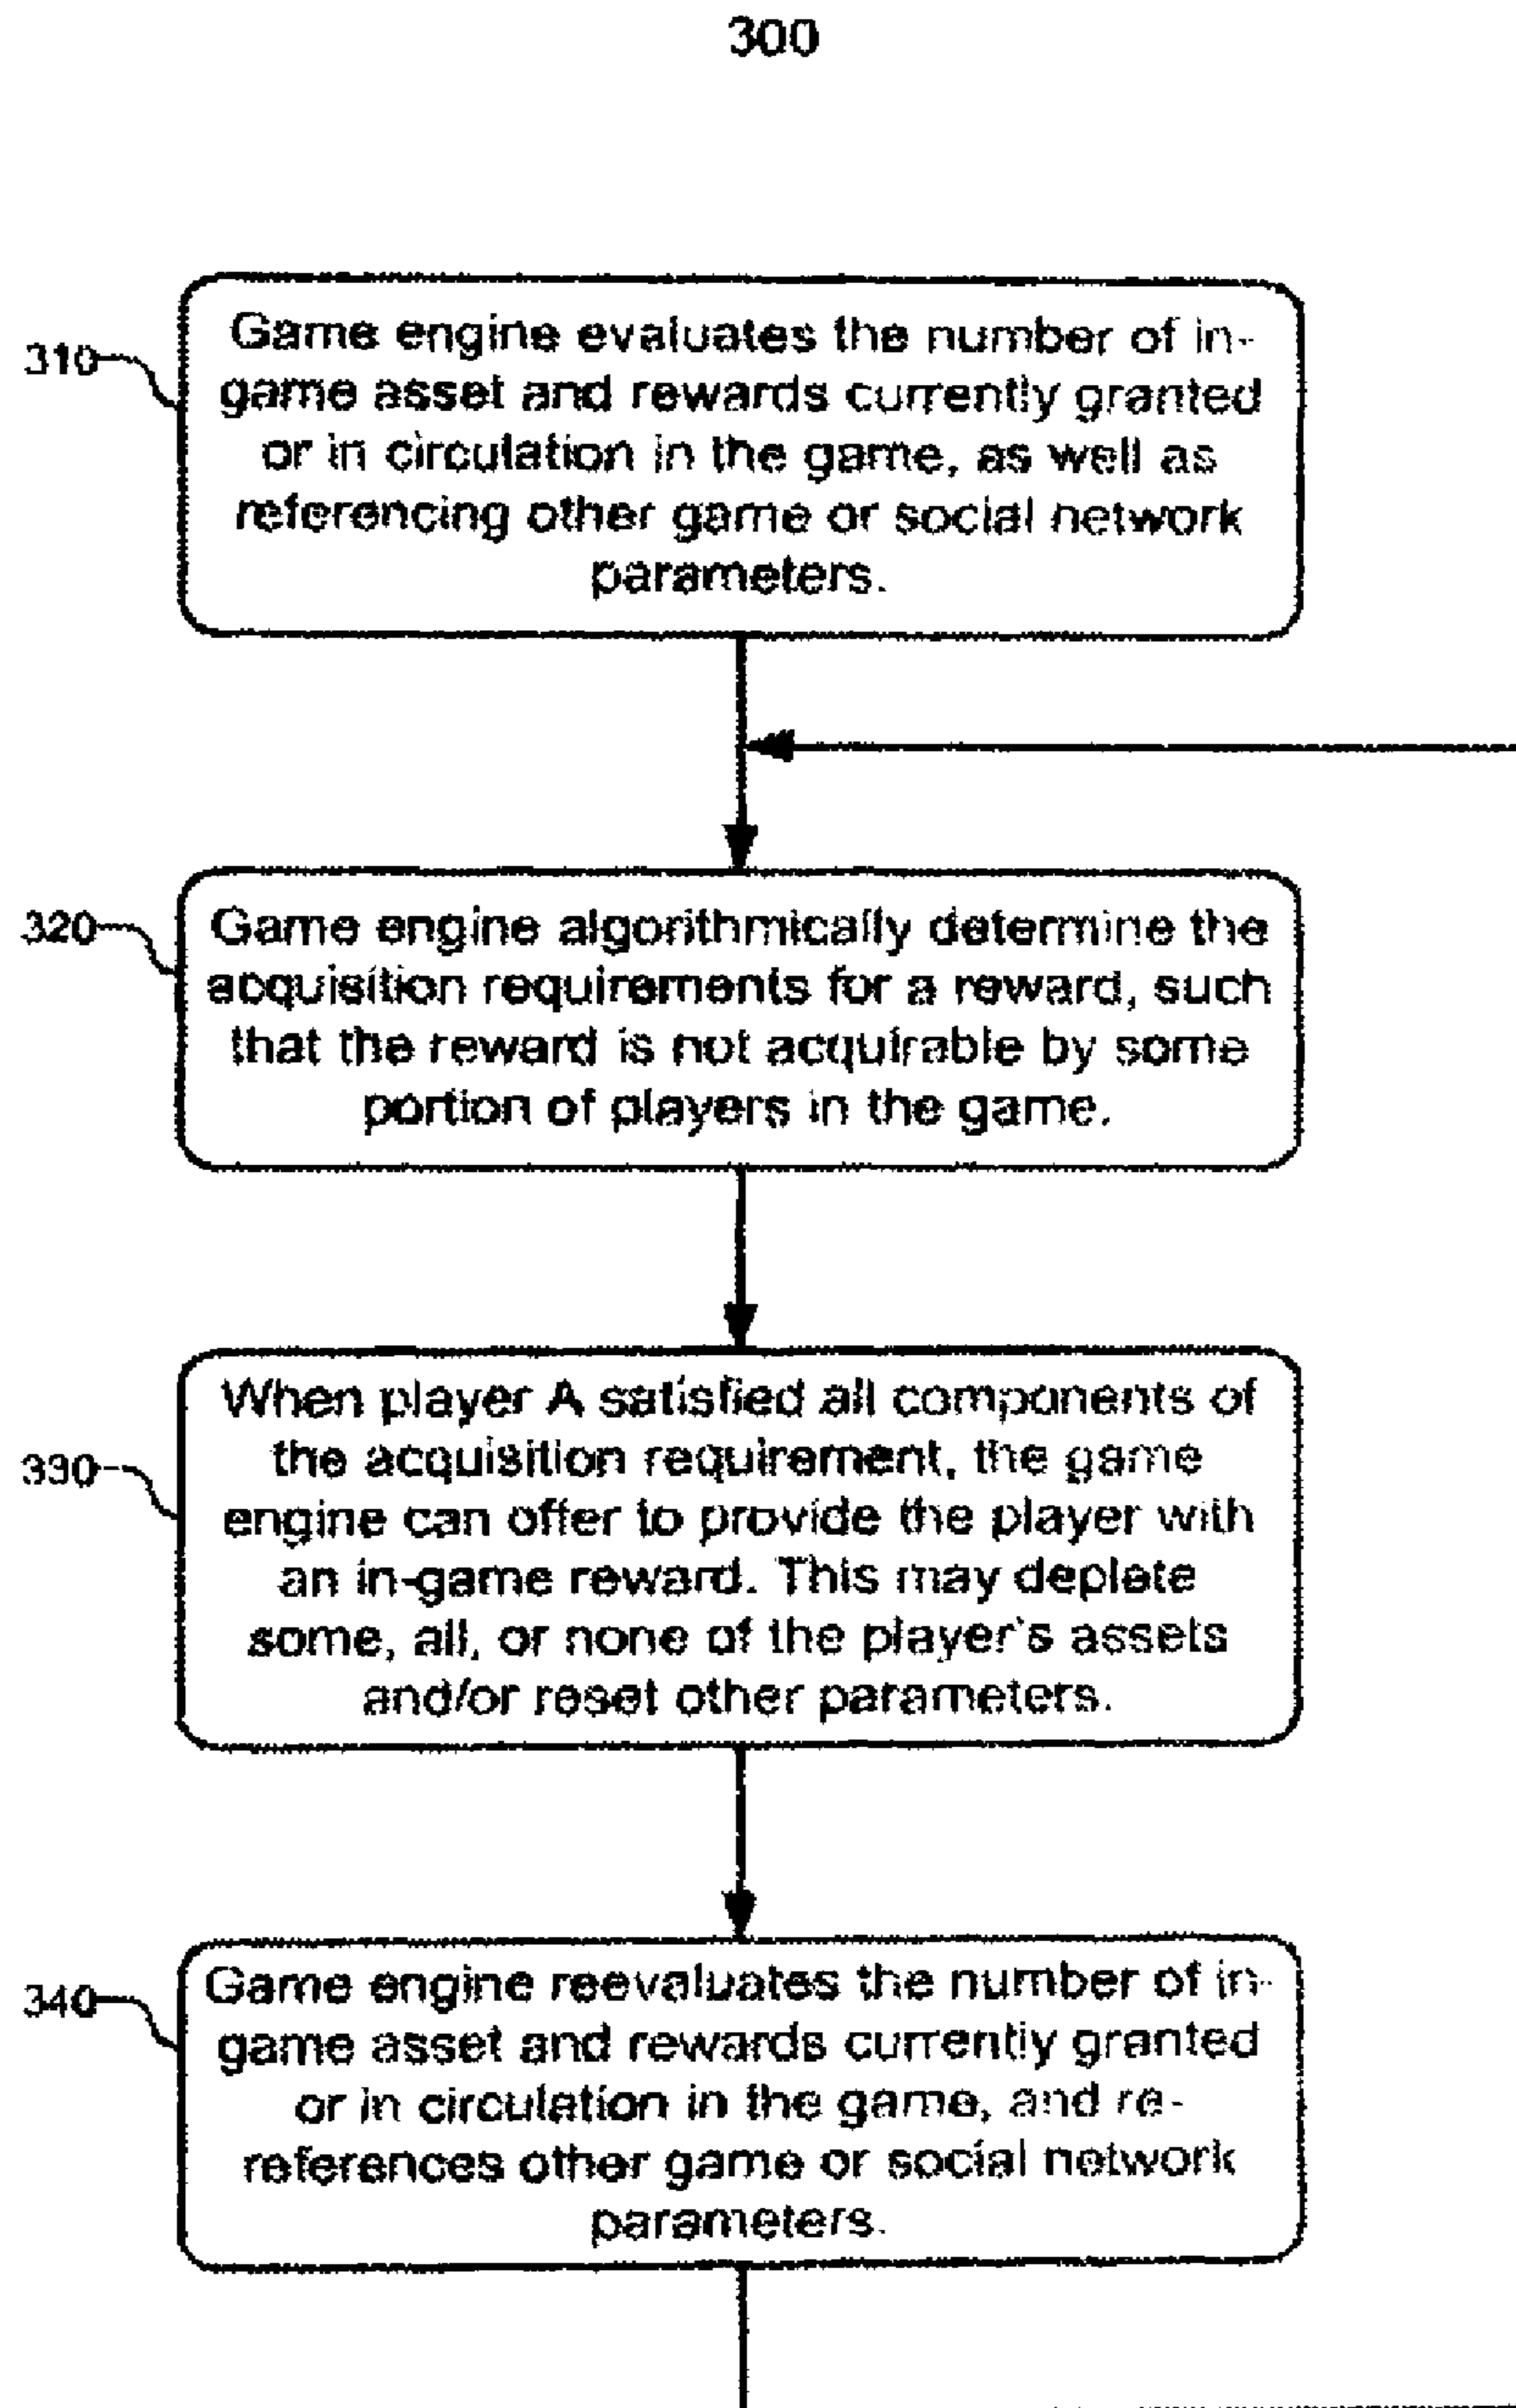 300
310
Game engine evaluates the number of in-
game asset and rewards currently granted
or in circulation in the game, as well as
referencing other game or social network
parameters.
320
Game engine algorithmically determine the
acquisition requirements for a reward, such
that the reward is not acquirable by some
portion of players in the game.
330
When player A satisfied all components of
the acquisition requirement, the game
engine can offer to provide the player with
an in-game reward. This may deplete
some, all, or none of the player's assets
and/or reset other parameters.
340
Game engine reevaluates the number of in-
game asset and rewards currently granted
or in circulation in the game, and re-
references other game or social network
parameters.